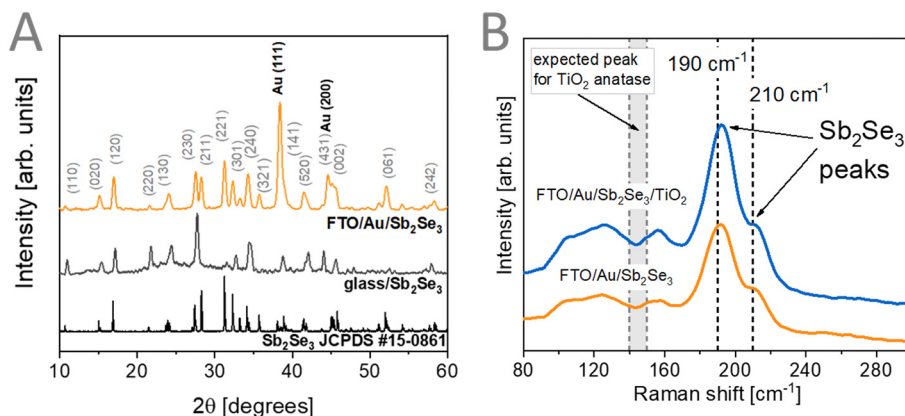 A
Intensity [arb. units]
(110)
(020)
(120)
(220)
(130)
(230)
(211)
(221)
(301)
(240)
(321)
Au (111)
(141)
(520)
Au (200)
(431)
(002)
(061)
(242)
FTO/Au/Sb₂Se₃
glass/Sb₂Se₃
Sb₂Se₃ JCPDS #15-0861
10 20 30 40 50 60
2θ [degrees]
B
Intensity [arb. units]
expected peak
for TiO₂ anatase
190 cm⁻¹
210 cm⁻¹
Sb₂Se₃
peaks
FTO/Au/Sb₂Se₃/TiO₂
FTO/Au/Sb₂Se₃
80 120 160 200 240 280
Raman shift [cm⁻¹]